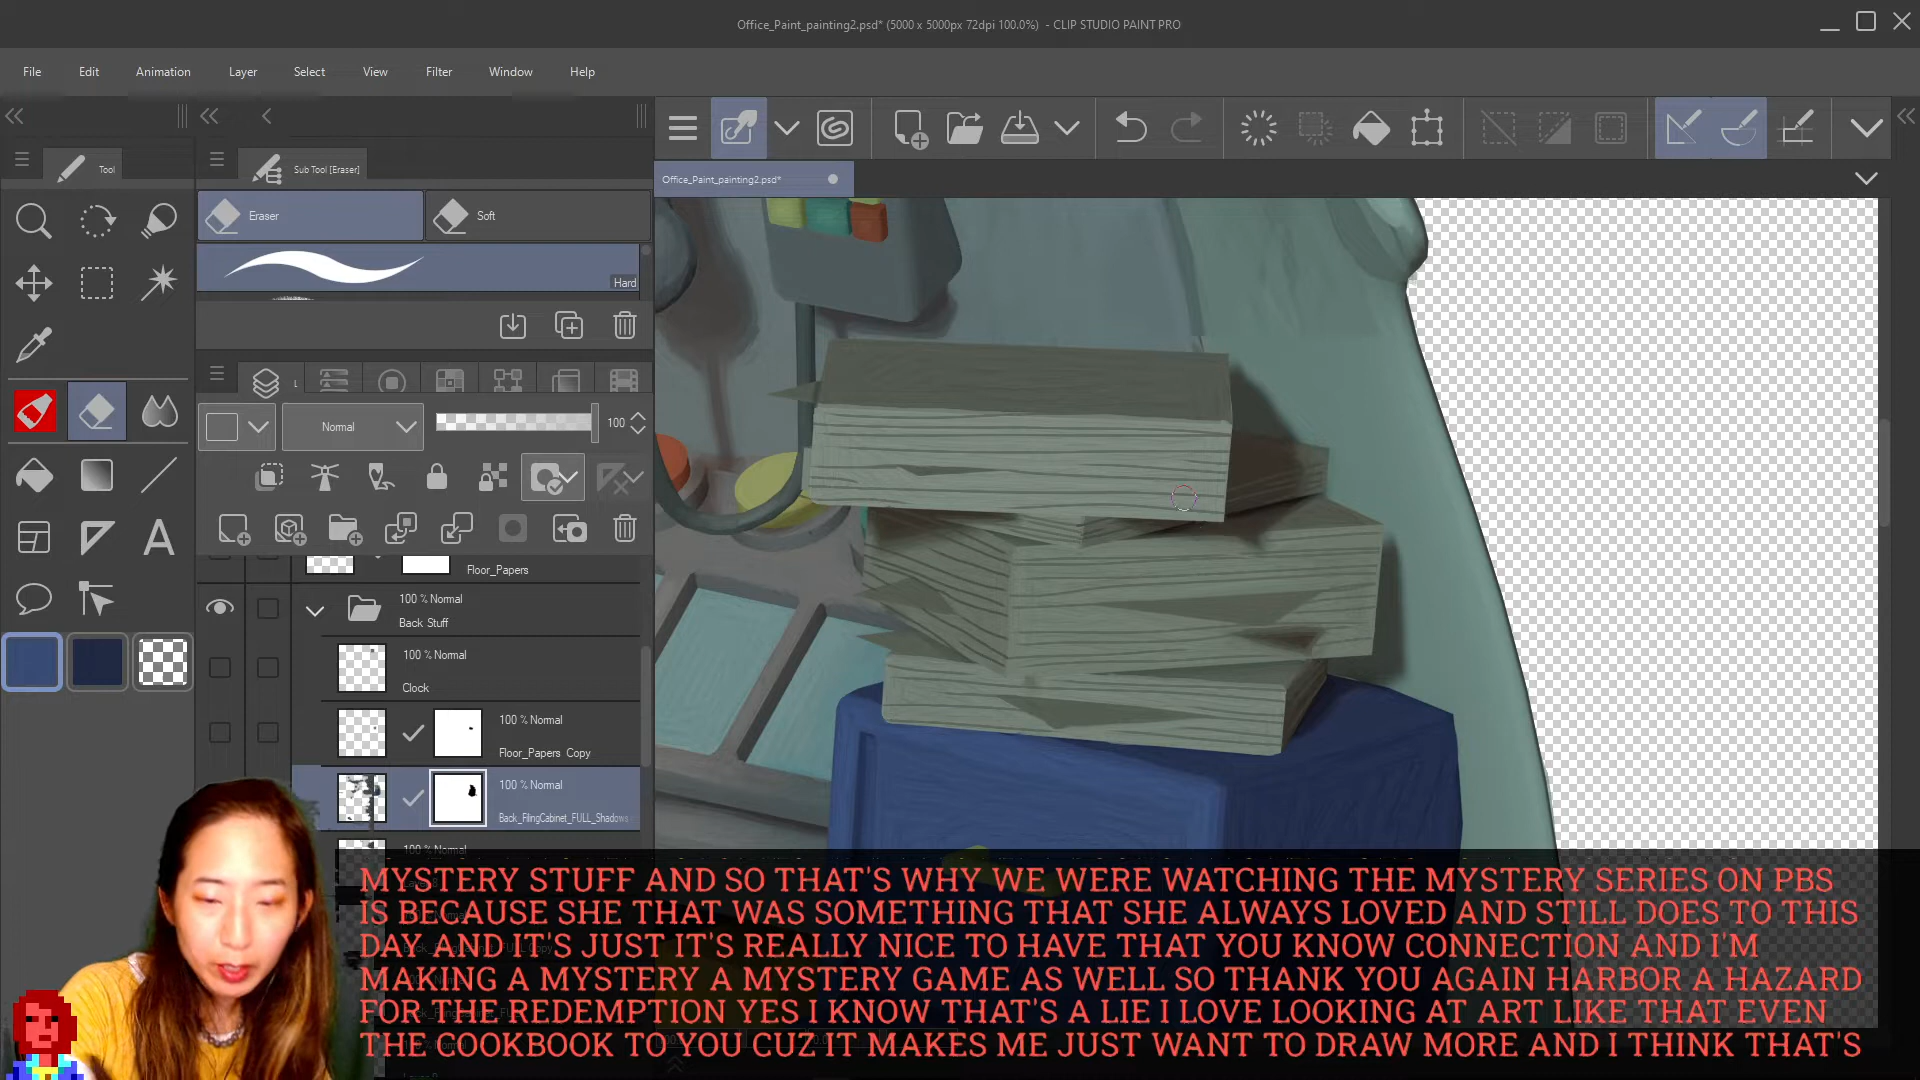 Office_Paint_painting2.psd* (5000 x 5000px 72dpi 100.0%) - CLIP STUDIO PAINT PRO
File Edit Animation Layer Select View Filter Window Help
Tool
Sub Tool [Eraser]
Office_Paint_painting2.psd*
Eraser
Soft
Hard
L
Normal
100
Floor_Papers
100 % Normal
Back Stuff
100 % Normal
Clock
100 % Normal
Floor_Papers Copy
100 % Normal
Back_FilingCabinet_FULL_Shadows
100 % Normal
MYSTERY STUFF AND SO THAT'S WHY WE WERE WATCHING THE MYSTERY SERIES ON PBS
IS BECAUSE SHE THAT WAS SOMETHING THAT SHE ALWAYS LOVED AND STILL DOES TO THIS
DAY AND IT'S JUST IT'S REALLY NICE TO HAVE THAT YOU KNOW CONNECTION AND I'M
MAKING A MYSTERY A MYSTERY GAME AS WELL SO THANK YOU AGAIN HARBOR A HAZARD
FOR THE REDEMPTION YES I KNOW THAT'S A LIE I LOVE LOOKING AT ART LIKE THAT EVEN
THE COOKBOOK TO YOU CUZ IT MAKES ME JUST WANT TO DRAW MORE AND I THINK THAT'S